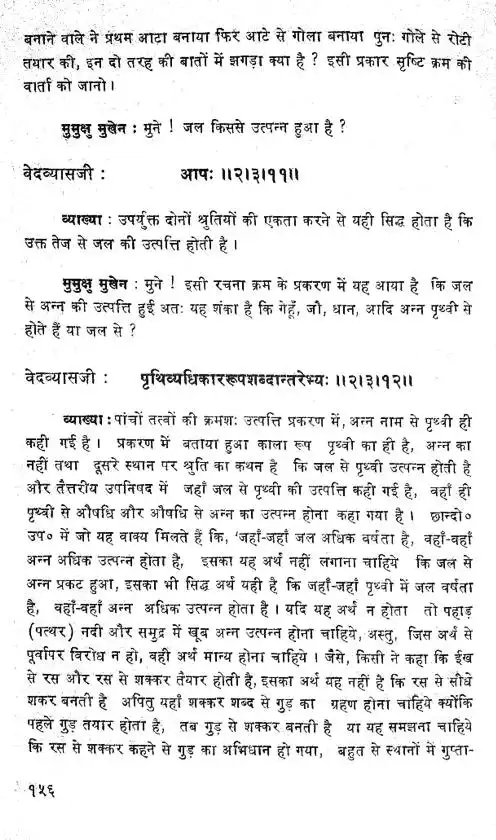 बनाने वाले ने प्रथम आटा बनाया फिर आटे से गोला बनाया पुनः गोले से रोटी
तयार की, इन दो तरह की बातों में झगड़ा क्या है ? इसी प्रकार सृष्टि क्रम की
वार्ता को जानो।
मुमुक्षु मुखेन : मुने ! जल किससे उत्पन्न हुआ है ?
वेदव्यासजी : आपः ॥२।३।११॥
व्याख्या : उपर्युक्त दोनों श्रुतियों की एकता करने से यही सिद्ध होता है कि
उक्त तेज से जल की उत्पत्ति होती है।
मुमुक्षु मुखेन : मुने ! इसी रचना क्रम के प्रकरण में यह आया है कि जल
से अन्न की उत्पत्ति हुई अतः यह शंका है कि गेहूँ, जौ, धान, आदि अन्न पृथ्वी से
होते हैं या जल से ?
वेदव्यासजी : पृथिव्यधिकाररूपशब्दान्तरेभ्यः ॥२।३।१२॥
व्याख्या : पांचों तत्वों की क्रमशः उत्पत्ति प्रकरण में, अन्न नाम से पृथ्वी ही
कही गई है। प्रकरण में बताया हुआ काला रूप पृथ्वी का ही है, अन्न का
नहीं तथा दूसरे स्थान पर श्रुति का कथन है कि जल से पृथ्वी उत्पन्न होती है
और तैत्तरीय उपनिषद में जहाँ जल से पृथ्वी की उत्पत्ति कही गई है, वहाँ ही
पृथ्वी से औषधि और औषधि से अन्न का उत्पन्न होना कहा गया है। छान्दो॰
उप॰ में जो यह वाक्य मिलते हैं कि, 'जहाँ-जहाँ जल अधिक वर्षता है, वहाँ-वहाँ
अन्न अधिक उत्पन्न होता है, इसका यह अर्थ नहीं लगाना चाहिये कि जल से
अन्न प्रकट हुआ, इसका भी सिद्ध अर्थ यही है कि जहाँ-जहाँ पृथ्वी में जल वर्षता
है, वहाँ-वहाँ अन्न अधिक उत्पन्न होता है। यदि यह अर्थ न होता तो पहाड़
(पत्थर) नदी और समुद्र में खूब अन्न उत्पन्न होना चाहिये, अस्तु, जिस अर्थ से
पूर्वापर विरोध न हो, वही अर्थ मान्य होना चाहिये। जैसे, किसी ने कहा कि ईख
से रस और रस से शक्कर तैयार होती है, इसका अर्थ यह नहीं है कि रस से सीधे
शकर बनती है अपितु यहाँ शक्कर शब्द से गुड़ का ग्रहण होना चाहिये क्योंकि
पहले गुड़ तयार होता है, तब गुड़ से शक्कर बनती है या यह समझना चाहिये
कि रस से शक्कर कहने से गुड़ का अभिधान हो गया, बहुत से स्थानों में गुप्ता-
१५६